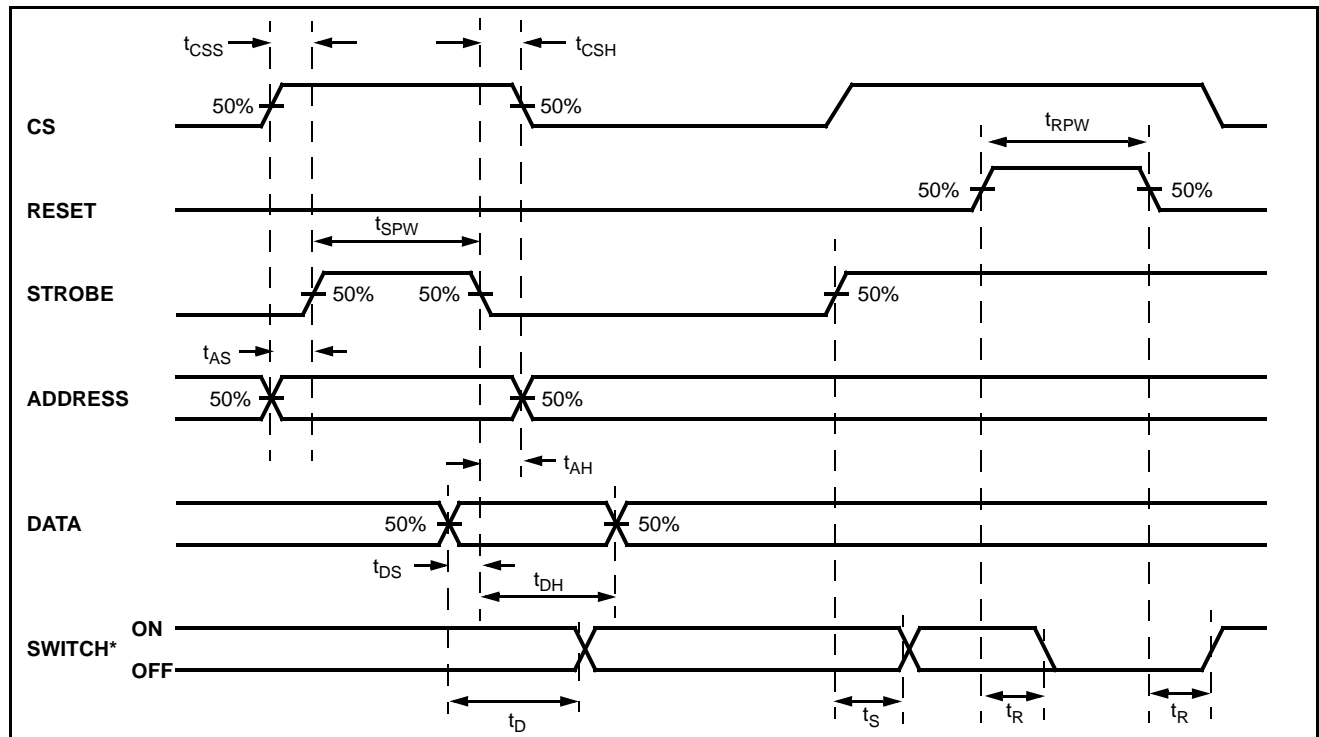 tCSS tCSH
50% 50%
CS
tRPW
50% 50%
RESET
tSPW
STROBE 50% 50% 50%
tAS
ADDRESS 50% 50%
tAH
DATA 50% 50%
tDS tDH
ON
SWITCH*
OFF
tD tS tR tR